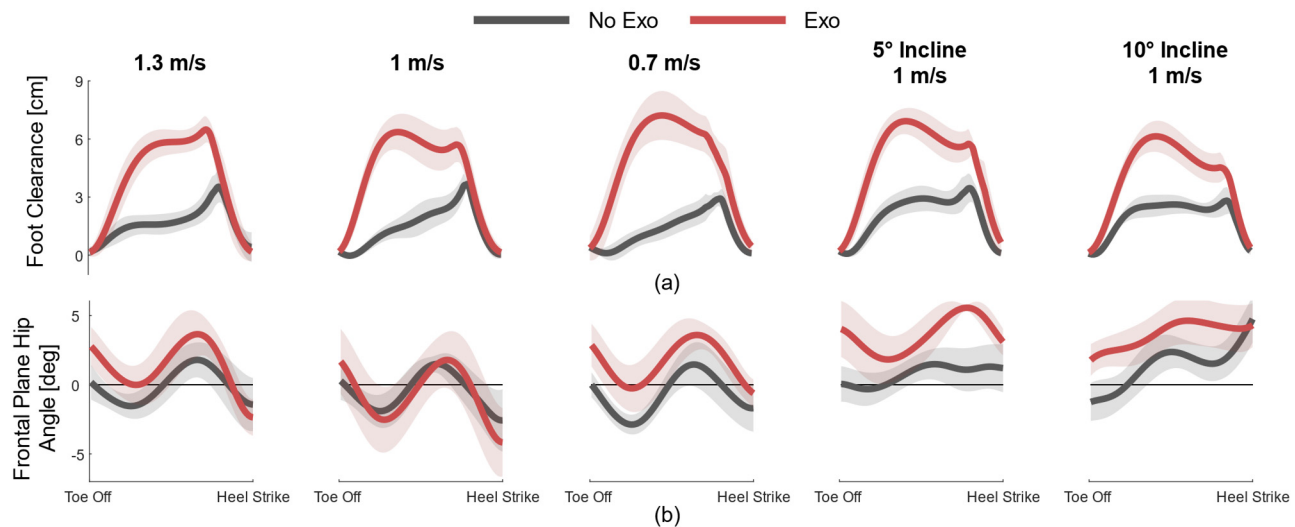 No Exo Exo
1.3 m/s 1 m/s 0.7 m/s 5° Incline 10° Incline
1 m/s 1 m/s
Foot Clearance [cm]
9
6
3
0
(a)
Frontal Plane Hip
Angle [deg]
5
0
-5
Toe Off Heel Strike Toe Off Heel Strike Toe Off Heel Strike Toe Off Heel Strike Toe Off Heel Strike
(b)